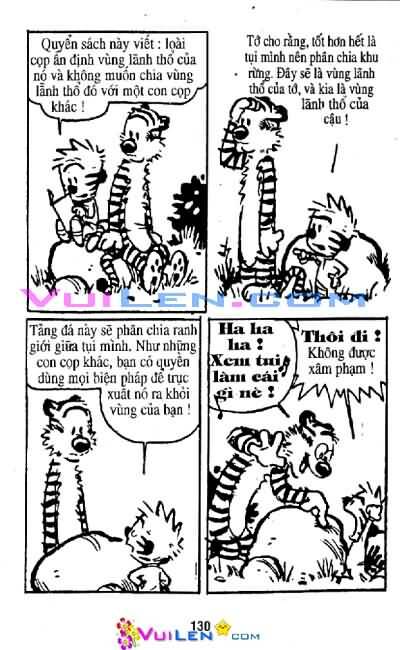 Quyển sách này viết : loài
cọp ấn định vùng lãnh thổ của
nó và không muốn chia vùng
lãnh thổ đó với một con cọp
khác !
Tớ cho rằng, tốt hơn hết là
tụi mình nên phân chia khu
rừng. Đây sẽ là vùng lãnh
thổ của tớ, và kia là vùng
lãnh thổ của
cậu !
VuiLen.com
Tảng đá này sẽ phân chia ranh
giới giữa tụi mình. Như những
con cọp khác, bạn có quyền
dùng mọi biện pháp để trục
xuất nó ra khỏi
vùng của bạn !
Ha ha
ha !
Xem tui
làm cái
gì nè !
Thôi đi !
Không được
xâm phạm !
130
VuiLen.com